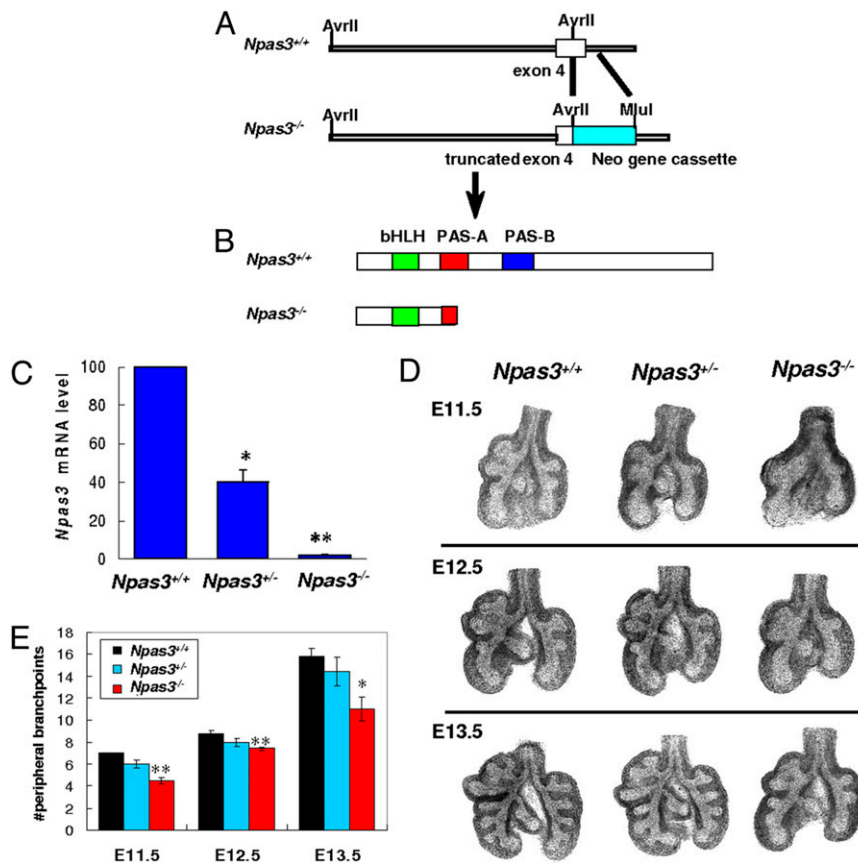 A
AvrII AvrII
Npas3+/+
exon 4
AvrII AvrII MluI
Npas3-/-
truncated exon 4 Neo gene cassette
B
bHLH PAS-A PAS-B
Npas3+/+
Npas3-/-
C
Npas3 mRNA level
100
80
60
40
20
0
*
**
Npas3+/+ Npas3+/- Npas3-/-
D
Npas3+/+ Npas3+/- Npas3-/-
E11.5
E12.5
E13.5
E
#peripheral branchpoints
18
16
14
12
10
8
6
4
2
0
Npas3+/+
Npas3+/-
Npas3-/-
**
**
*
E11.5 E12.5 E13.5